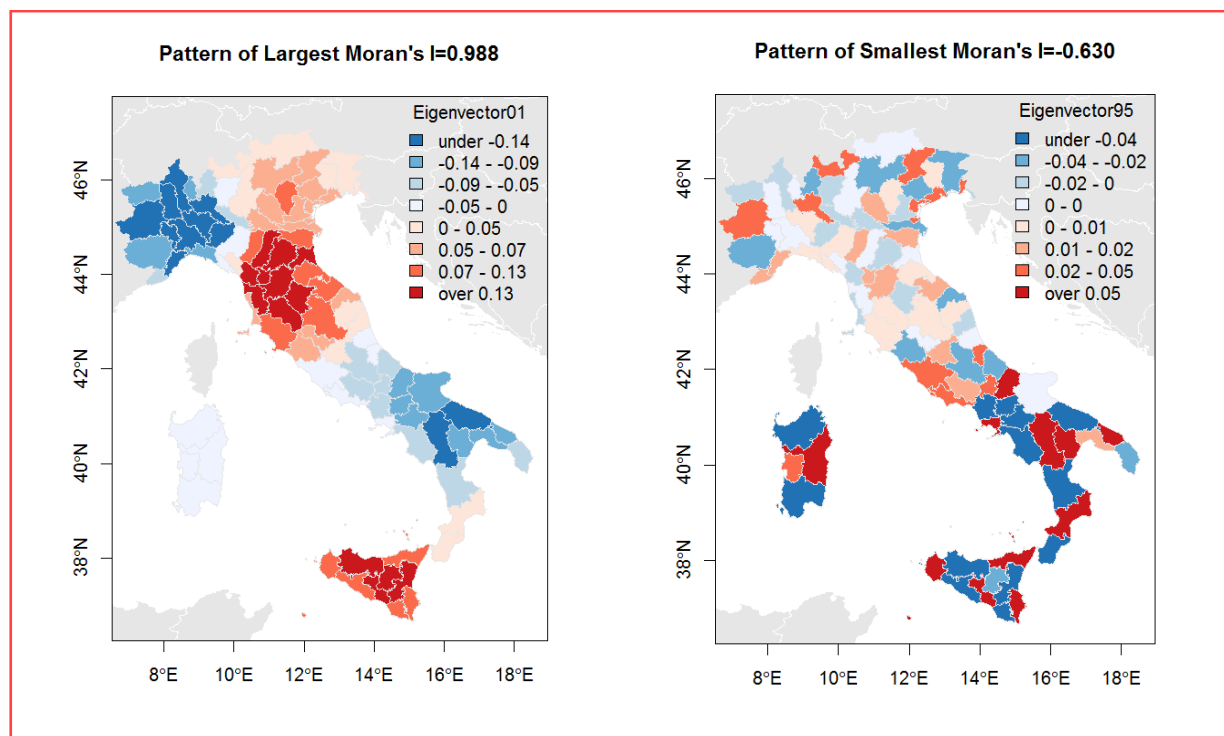 Pattern of Largest Moran's I=0.988
Eigenvector01
under -0.14
-0.14 - -0.09
-0.09 - -0.05
-0.05 - 0
0 - 0.05
0.05 - 0.07
0.07 - 0.13
over 0.13
46°N
44°N
42°N
40°N
38°N
8°E 10°E 12°E 14°E 16°E 18°E
Pattern of Smallest Moran's I=-0.630
Eigenvector95
under -0.04
-0.04 - -0.02
-0.02 - 0
0 - 0
0 - 0.01
0.01 - 0.02
0.02 - 0.05
over 0.05
46°N
44°N
42°N
40°N
38°N
8°E 10°E 12°E 14°E 16°E 18°E